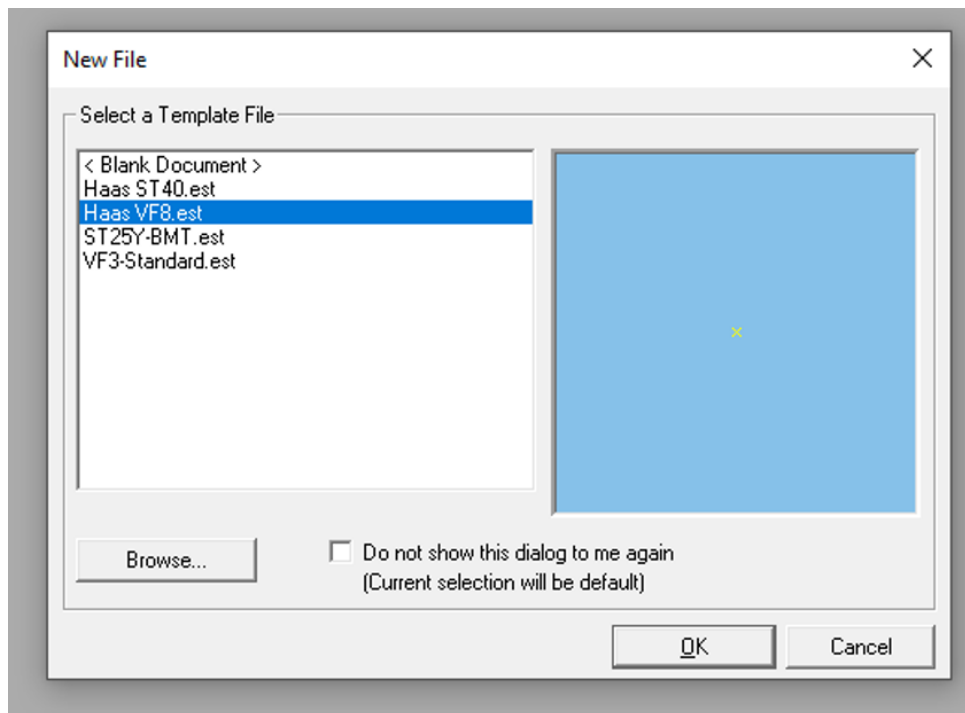 New File
Select a Template File
< Blank Document >
Haas ST40.est
Haas VF8.est
ST25Y-BMT.est
VF3-Standard.est
Browse...
Do not show this dialog to me again
(Current selection will be default)
OK
Cancel